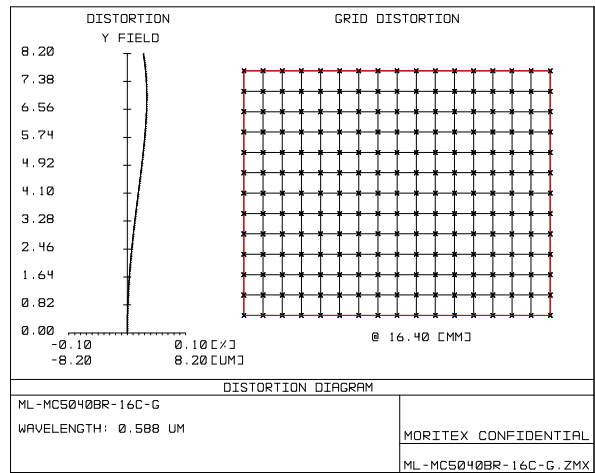 DISTORTION
Y FIELD
8.20
7.38
6.56
5.74
4.92
4.10
3.28
2.46
1.64
0.82
0.00
-0.10 0.10[%]
-8.20 8.20[UM]
GRID DISTORTION
@ 16.40 [MM]
DISTORTION DIAGRAM
ML-MC5040BR-16C-G
WAVELENGTH: 0.588 UM
MORITEX CONFIDENTIAL
ML-MC5040BR-16C-G.ZMX